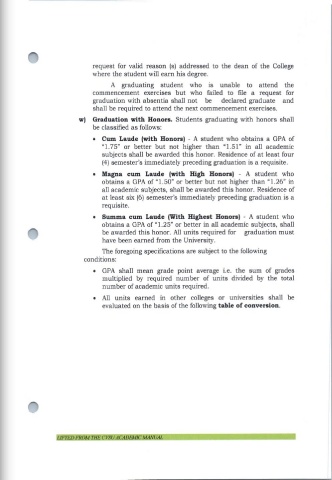 request for valid reason (s) addressed to the dean of the College
where the student will earn his degree.
A graduating student who is unable to attend the
commencement exercises but who failed to file a request for
graduation with absentia shall not be declared graduate and
shall be required to attend the next commencement exercises.
w) Graduation with Honors. Students graduating with honors shall
be classified as follows:
• Cum Laude (with Honors) - A student who obtains a GPA of
"1.75" or better but not higher than "1.51" in all academic
subjects shall be awarded this honor. Residence of at least four
(4) semester's immediately preceding graduation is a requisite.
• Magna cum Laude (with High Honors) - A student who
obtains a GPA of "1.50" or better but not higher than "1.26" in
all academic subjects, shall be awarded this honor. Residence of
at least six (6) semester's immediately preceding graduation is a
requisite.
• Summa cum Laude (With Highest Honors) - A student who
obtains a GPA of "1.25" or better in all academic subjects, shall
be awarded this honor. All units required for graduation must
have been earned from the University.
The foregoing specifications are subject to the following
conditions:
• GPA shall mean grade point average i.e. the sum of grades
multiplied by required number of units divided by the total
number of academic units required.
• All units earned in other colleges or universities shall be
evaluated on the basis of the following table of conversion.
LIFTED FROM THE CVSU ACADEMIC MANUAL